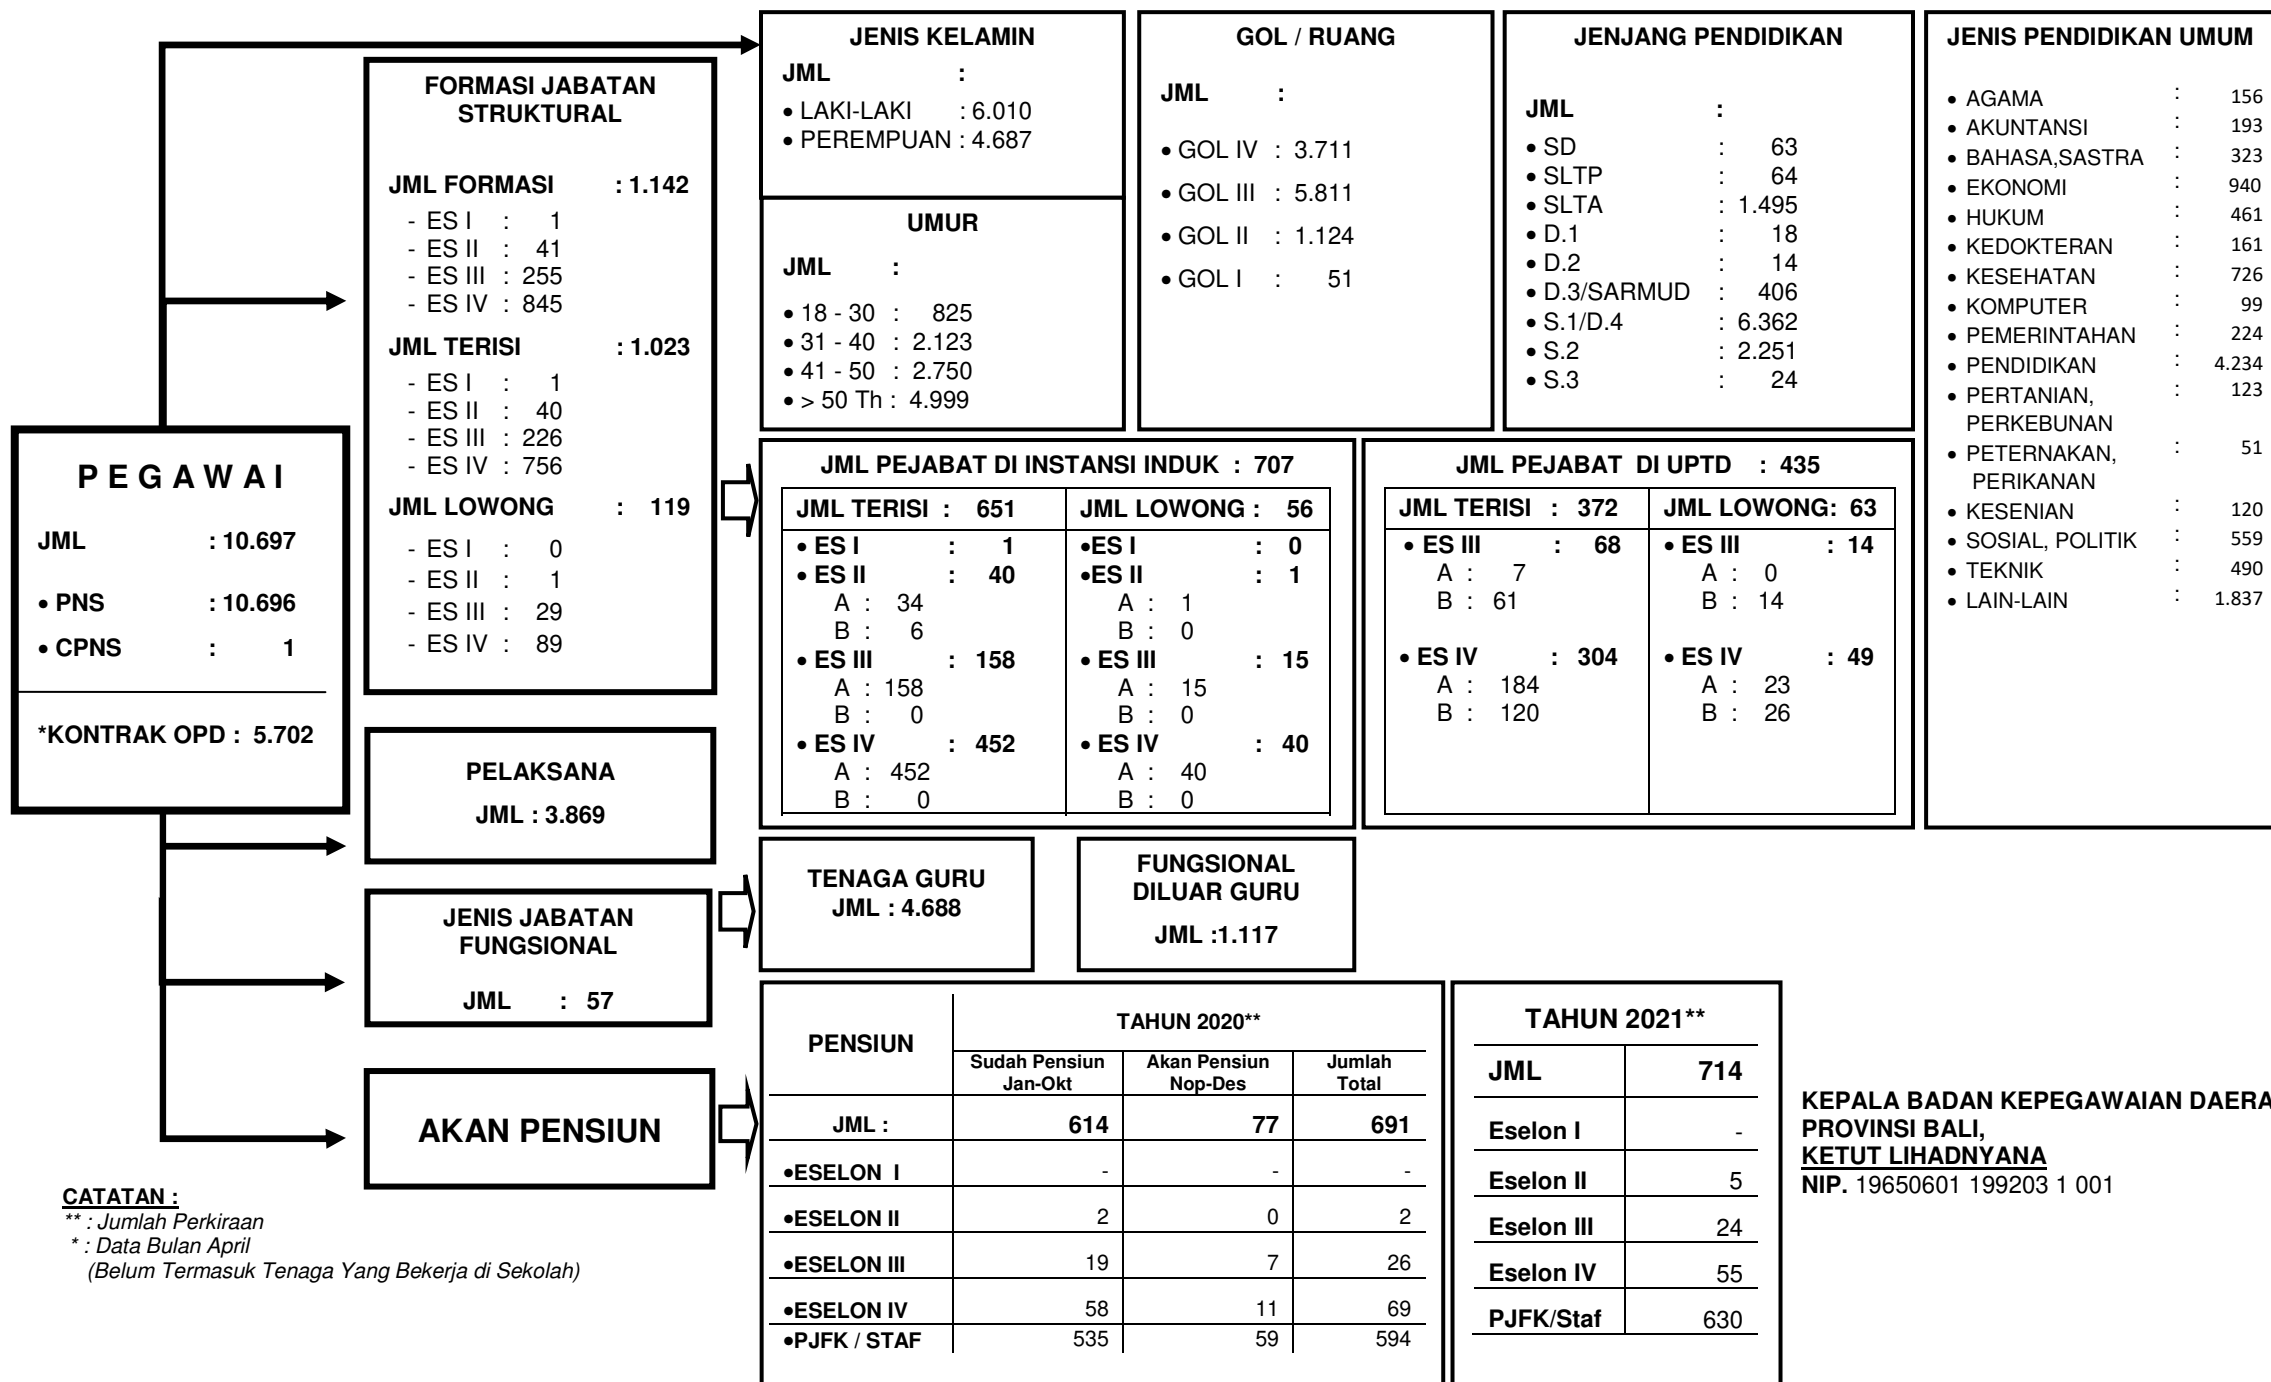 PEGAWAI
JML : 10.697
• PNS : 10.696
• CPNS : 1
*KONTRAK OPD : 5.702
FORMASI JABATAN
STRUKTURAL
JML FORMASI : 1.142
- ES I : 1
- ES II : 41
- ES III : 255
- ES IV : 845
JML TERISI : 1.023
- ES I : 1
- ES II : 40
- ES III : 226
- ES IV : 756
JML LOWONG : 119
- ES I : 0
- ES II : 1
- ES III : 29
- ES IV : 89
PELAKSANA
JML : 3.869
JENIS JABATAN
FUNGSIONAL
JML : 57
AKAN PENSIUN
JENIS KELAMIN
JML :
• LAKI-LAKI : 6.010
• PEREMPUAN : 4.687
UMUR
JML :
• 18 - 30 : 825
• 31 - 40 : 2.123
• 41 - 50 : 2.750
• > 50 Th : 4.999
GOL / RUANG
JML :
• GOL IV : 3.711
• GOL III : 5.811
• GOL II : 1.124
• GOL I : 51
JENJANG PENDIDIKAN
JML :
• SD : 63
• SLTP : 64
• SLTA : 1.495
• D.1 : 18
• D.2 : 14
• D.3/SARMUD : 406
• S.1/D.4 : 6.362
• S.2 : 2.251
• S.3 : 24
JENIS PENDIDIKAN UMUM
• AGAMA : 156
• AKUNTANSI : 193
• BAHASA,SASTRA : 323
• EKONOMI : 940
• HUKUM : 461
• KEDOKTERAN : 161
• KESEHATAN : 726
• KOMPUTER : 99
• PEMERINTAHAN : 224
• PENDIDIKAN : 4.234
• PERTANIAN, : 123
PERKEBUNAN
• PETERNAKAN, : 51
PERIKANAN
• KESENIAN : 120
• SOSIAL, POLITIK : 559
• TEKNIK : 490
• LAIN-LAIN : 1.837
JML PEJABAT DI INSTANSI INDUK : 707
JML TERISI : 651
• ES I : 1
• ES II : 40
A : 34
B : 6
• ES III : 158
A : 158
B : 0
• ES IV : 452
A : 452
B : 0
JML LOWONG : 56
•ES I : 0
•ES II : 1
A : 1
B : 0
• ES III : 15
A : 15
B : 0
• ES IV : 40
A : 40
B : 0
JML PEJABAT DI UPTD : 435
JML TERISI : 372
• ES III : 68
A : 7
B : 61
• ES IV : 304
A : 184
B : 120
JML LOWONG: 63
• ES III : 14
A : 0
B : 14
• ES IV : 49
A : 23
B : 26
TENAGA GURU
JML : 4.688
FUNGSIONAL
DILUAR GURU
JML :1.117
PENSIUN TAHUN 2020**
Sudah Pensiun Akan Pensiun Jumlah
Jan-Okt Nop-Des Total
JML : 614 77 691
•ESELON I - - -
•ESELON II 2 0 2
•ESELON III 19 7 26
•ESELON IV 58 11 69
•PJFK / STAF 535 59 594
TAHUN 2021**
JML 714
Eselon I -
Eselon II 5
Eselon III 24
Eselon IV 55
PJFK/Staf 630
KEPALA BADAN KEPEGAWAIAN DAERA
PROVINSI BALI,
KETUT LIHADNYANA
NIP. 19650601 199203 1 001
CATATAN :
** : Jumlah Perkiraan
* : Data Bulan April
(Belum Termasuk Tenaga Yang Bekerja di Sekolah)